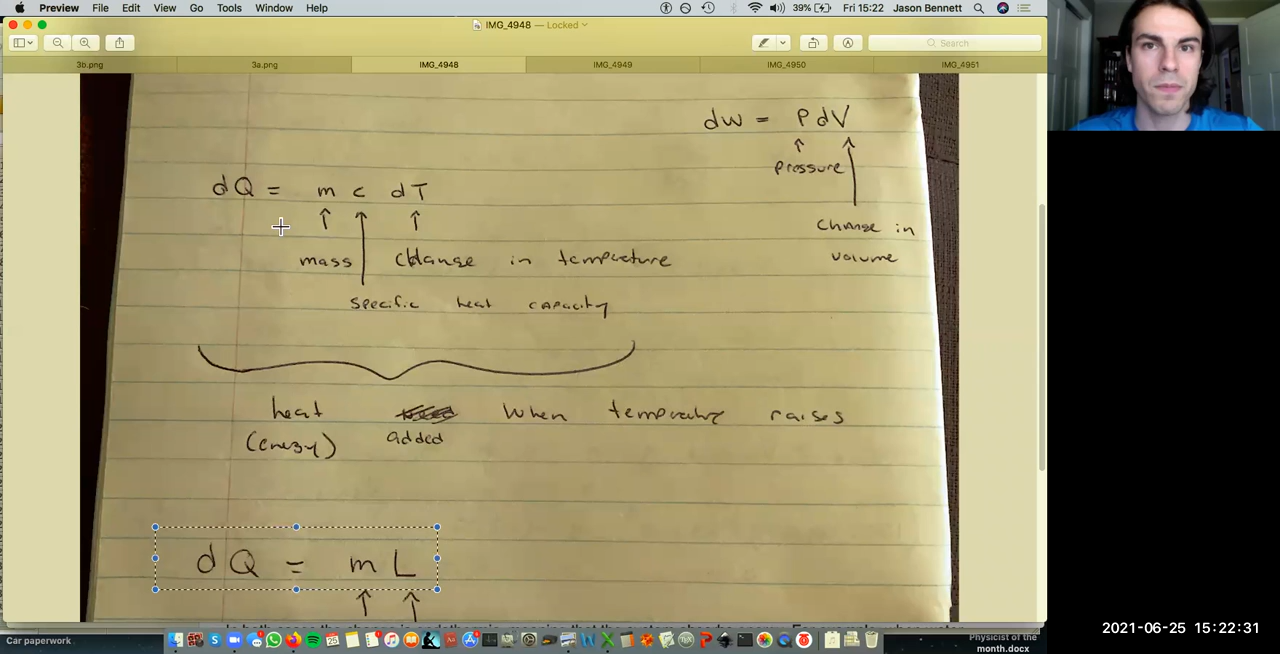 Preview File Edit View Go Tools Window Help 39% Fri 15:22 Jason Bennett
IMG_4948 — Locked
Search
3b.png 3a.png IMG_4948 IMG_4949 IMG_4950 IMG_4951
dW = P dV
pressure
change in
volume
dQ = m c dT
mass change in temperature
specific heat capacity
heat when temperature raises
(energy) added
dQ = m L
Car paperwork
Physicist of the
month.docx
2021-06-25 15:22:31